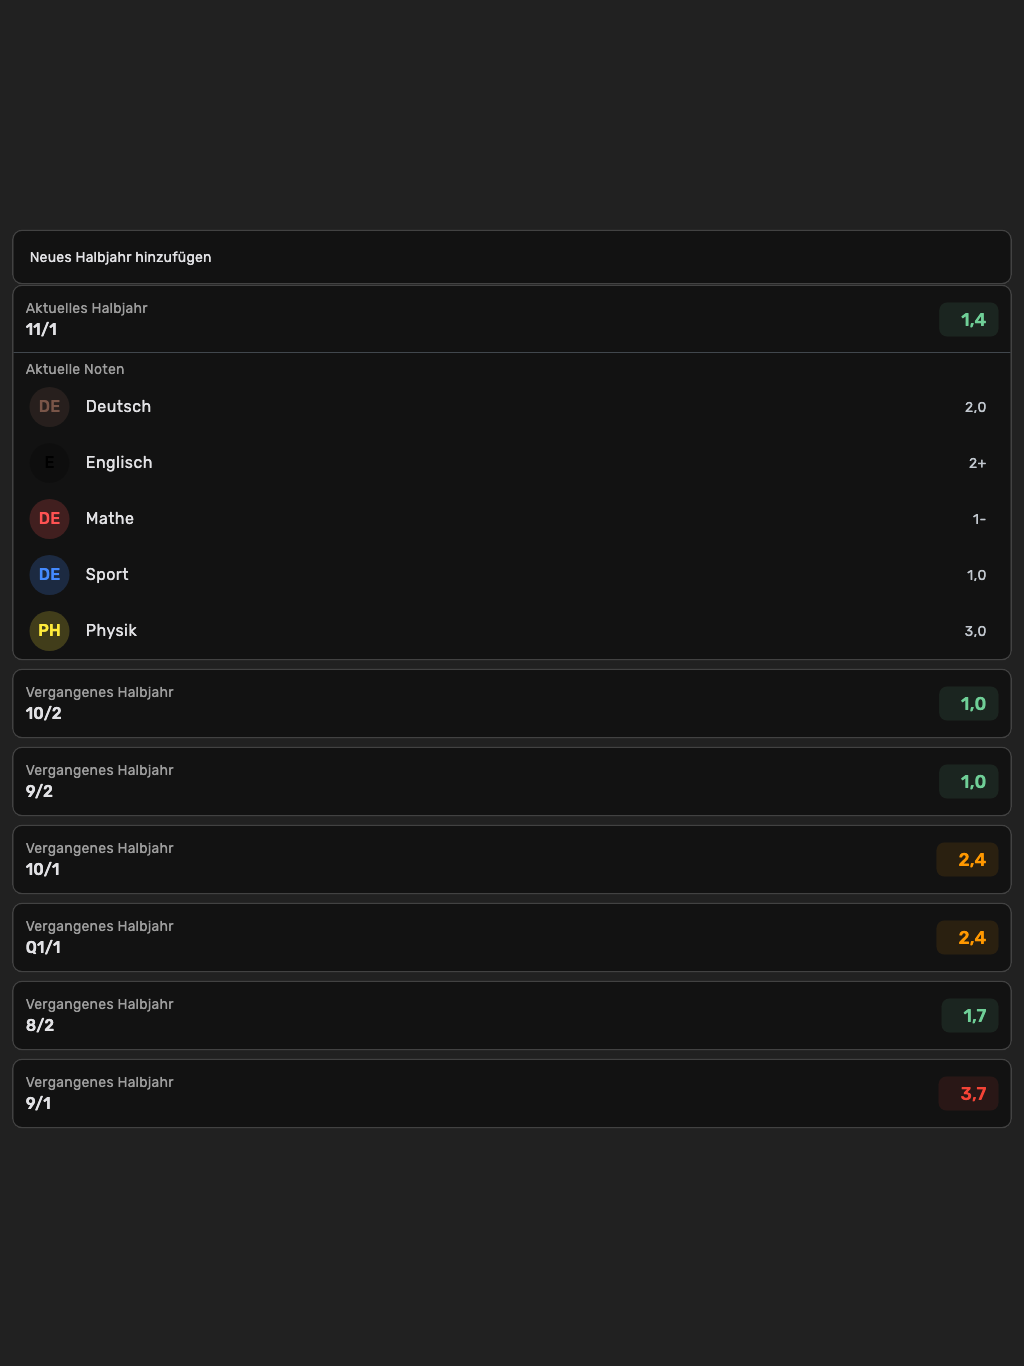 Neues Halbjahr hinzufügen
Aktuelles Halbjahr
11/1
1,4
Aktuelle Noten
DE Deutsch 2,0
E Englisch 2+
DE Mathe 1-
DE Sport 1,0
PH Physik 3,0
Vergangenes Halbjahr
10/2
1,0
Vergangenes Halbjahr
9/2
1,0
Vergangenes Halbjahr
10/1
2,4
Vergangenes Halbjahr
Q1/1
2,4
Vergangenes Halbjahr
8/2
1,7
Vergangenes Halbjahr
9/1
3,7